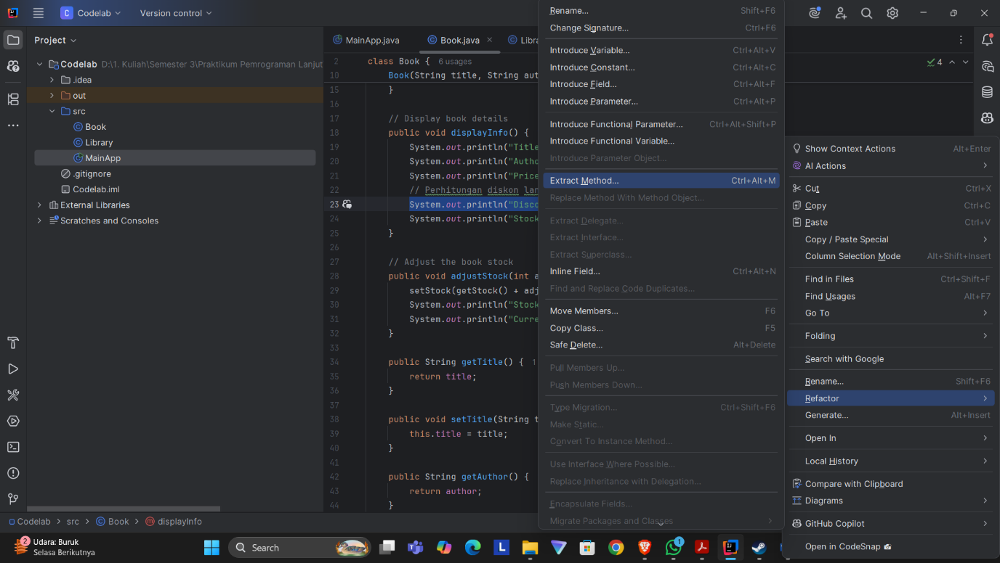 Codelab
Version control
Project
Codelab D:\1. Kuliah\Semester 3\Praktikum Pemrograman Lanjut
.idea
out
src
Book
Library
MainApp
.gitignore
Codelab.iml
External Libraries
Scratches and Consoles
MainApp.java
Book.java
Libra
4
2 class Book { 6 usages
10 Book(String title, String aut
15 }
16
17 // Display book details
18 public void displayInfo() {
19 System.out.println("Title
20 System.out.println("Autho
21 System.out.println("Price
// Perhitungan diskon lan
23 System.out.println("Disco
24 System.out.println("Stock
25 }
26
27 // Adjust the book stock
28 public void adjustStock(int a
29 setStock(getStock() + adj
30 System.out.println("Stock
31 System.out.println("Curre
32 }
33
34 public String getTitle() { 1
35 return title;
36 }
37
38 public void setTitle(String t
39 this.title = title;
40 }
41
42 public String getAuthor() {
43 return author;
44 }
Rename... Shift+F6
Change Signature... Ctrl+F6
Introduce Variable... Ctrl+Alt+V
Introduce Constant... Ctrl+Alt+C
Introduce Field... Ctrl+Alt+F
Introduce Parameter... Ctrl+Alt+P
Introduce Functional Parameter... Ctrl+Alt+Shift+P
Introduce Functional Variable...
Introduce Parameter Object...
Extract Method... Ctrl+Alt+M
Replace Method With Method Object...
Extract Delegate...
Extract Interface...
Extract Superclass...
Inline Field... Ctrl+Alt+N
Find and Replace Code Duplicates...
Move Members... F6
Copy Class... F5
Safe Delete... Alt+Delete
Pull Members Up...
Push Members Down...
Type Migration... Ctrl+Shift+F6
Make Static...
Convert To Instance Method...
Use Interface Where Possible...
Replace Inheritance with Delegation...
Encapsulate Fields...
Migrate Packages and Classes
Show Context Actions Alt+Enter
AI Actions
Cut Ctrl+X
Copy Ctrl+C
Paste Ctrl+V
Copy / Paste Special
Column Selection Mode Alt+Shift+Insert
Find in Files Ctrl+Shift+F
Find Usages Alt+F7
Go To
Folding
Search with Google
Rename... Shift+F6
Refactor
Generate... Alt+Insert
Open In
Local History
Compare with Clipboard
Diagrams
GitHub Copilot
Open in CodeSnap
Codelab > src > Book > displayInfo
2
Udara: Buruk
Selasa Berikutnya
Search
L
1